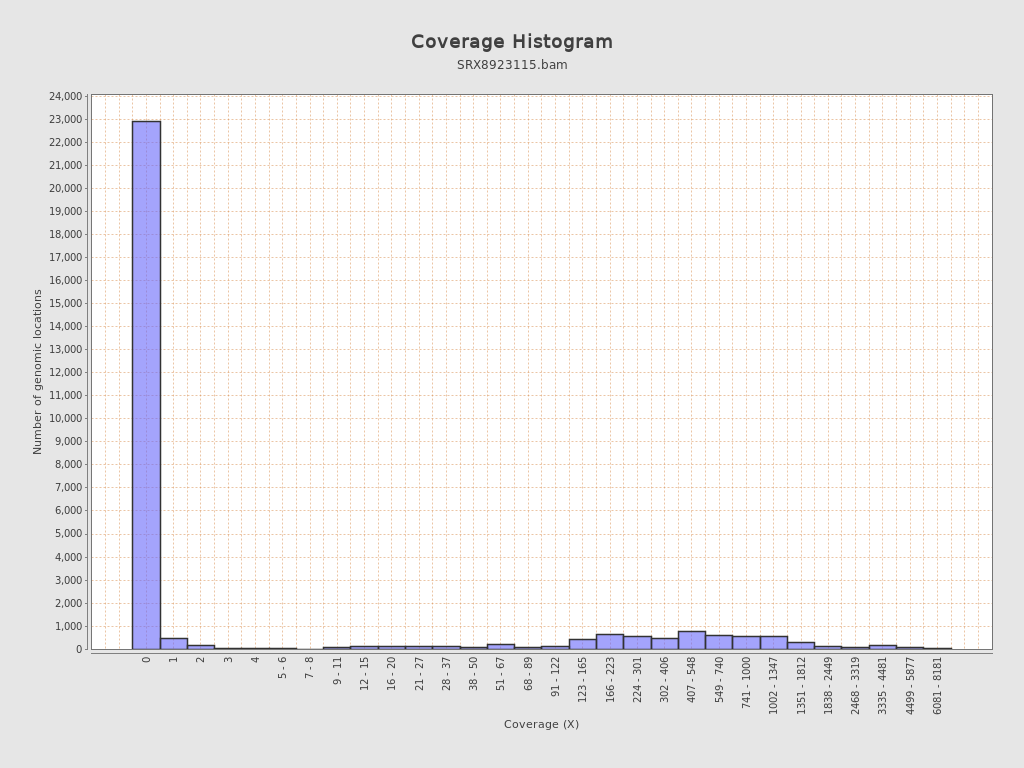 Coverage Histogram
SRX8923115.bam
Number of genomic locations
24,000
23,000
22,000
21,000
20,000
19,000
18,000
17,000
16,000
15,000
14,000
13,000
12,000
11,000
10,000
9,000
8,000
7,000
6,000
5,000
4,000
3,000
2,000
1,000
0
0
1
2
3
4
5 - 6
7 - 8
9 - 11
12 - 15
16 - 20
21 - 27
28 - 37
38 - 50
51 - 67
68 - 89
91 - 122
123 - 165
166 - 223
224 - 301
302 - 406
407 - 548
549 - 740
741 - 1000
1002 - 1347
1351 - 1812
1838 - 2449
2468 - 3319
3335 - 4481
4499 - 5877
6081 - 8181
Coverage (X)